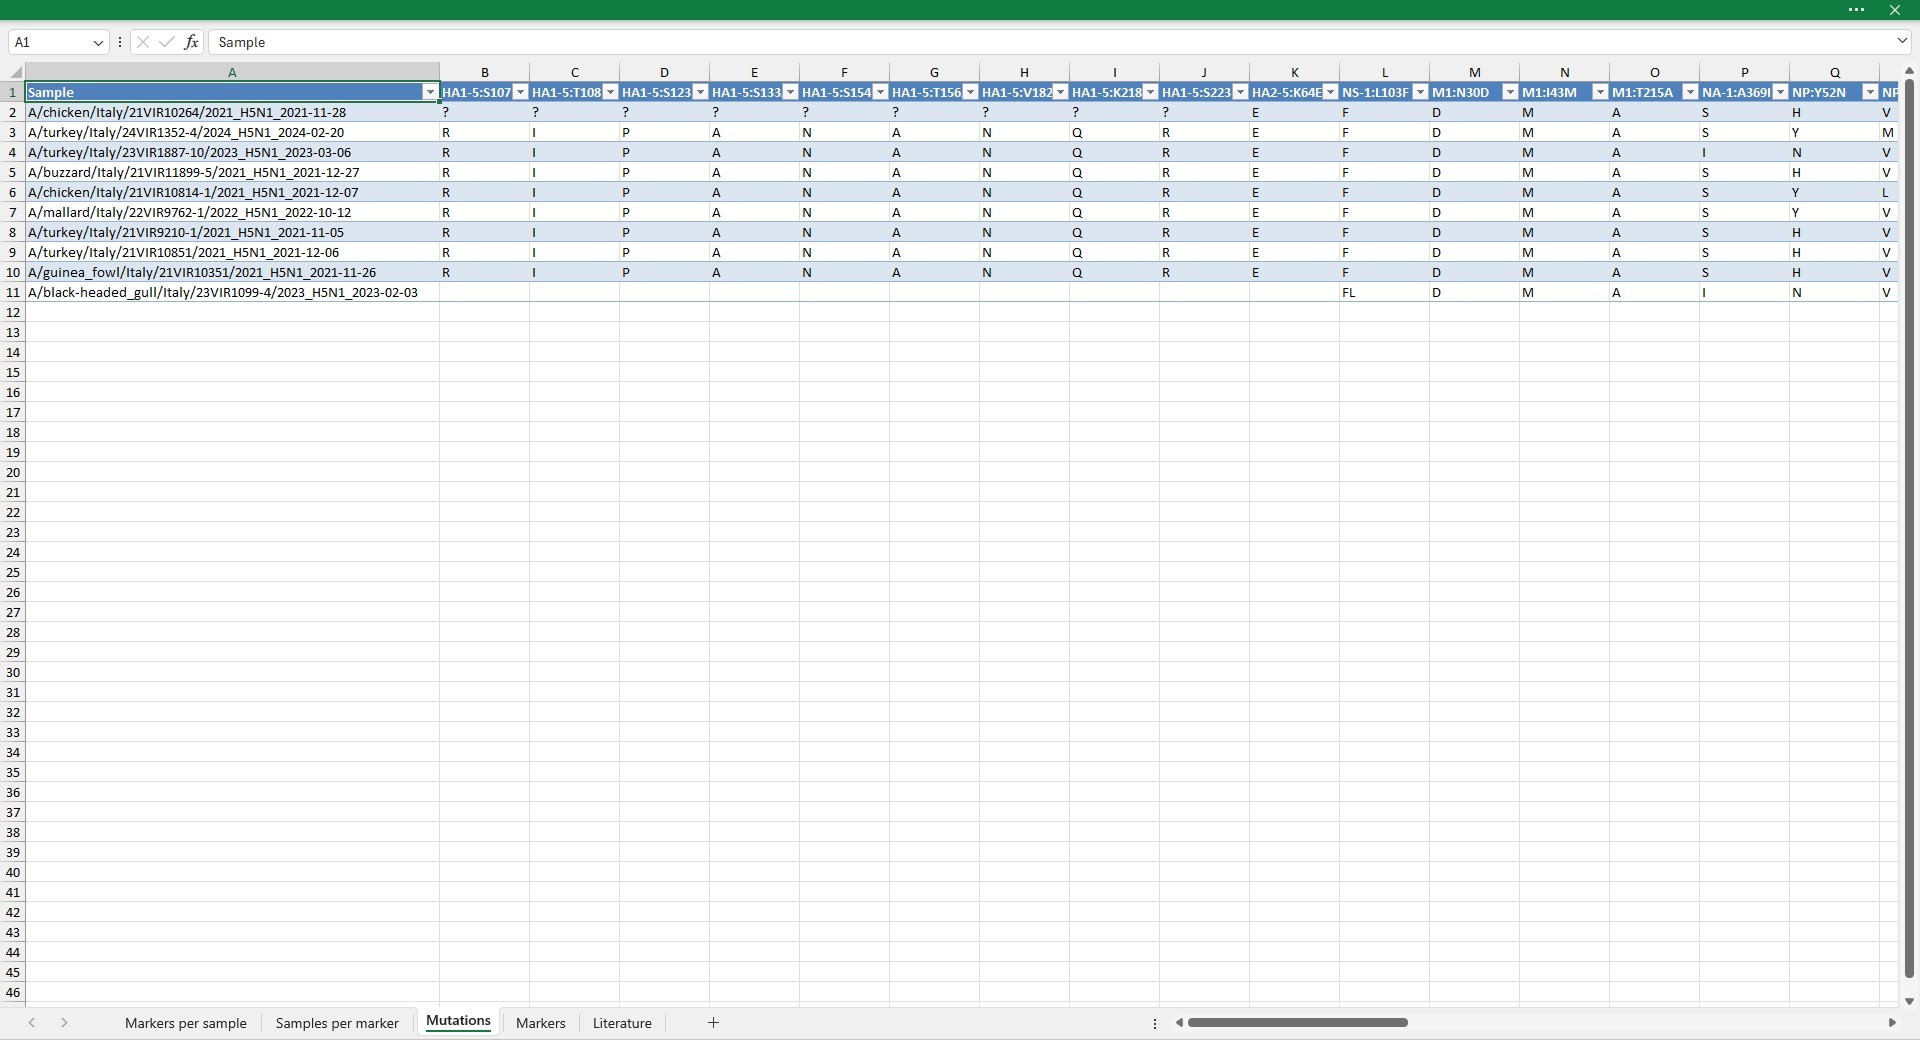 A1 fx Sample
A B C D E F G H I J K L M N O P Q
1 Sample HA1-5:S107 HA1-5:T108 HA1-5:S123 HA1-5:S133 HA1-5:S154 HA1-5:T156 HA1-5:V182 HA1-5:K218 HA1-5:S223 HA2-5:K64E NS-1:L103F M1:N30D M1:I43M M1:T215A NA-1:A369I NP:Y52N NP
2 A/chicken/Italy/21VIR10264/2021_H5N1_2021-11-28 ? ? ? ? ? ? ? ? ? E F D M A S H V
3 A/turkey/Italy/24VIR1352-4/2024_H5N1_2024-02-20 R I P A N A N Q R E F D M A S Y M
4 A/turkey/Italy/23VIR1887-10/2023_H5N1_2023-03-06 R I P A N A N Q R E F D M A I N V
5 A/buzzard/Italy/21VIR11899-5/2021_H5N1_2021-12-27 R I P A N A N Q R E F D M A S H V
6 A/chicken/Italy/21VIR10814-1/2021_H5N1_2021-12-07 R I P A N A N Q R E F D M A S Y L
7 A/mallard/Italy/22VIR9762-1/2022_H5N1_2022-10-12 R I P A N A N Q R E F D M A S Y V
8 A/turkey/Italy/21VIR9210-1/2021_H5N1_2021-11-05 R I P A N A N Q R E F D M A S H V
9 A/turkey/Italy/21VIR10851/2021_H5N1_2021-12-06 R I P A N A N Q R E F D M A S H V
10 A/guinea_fowl/Italy/21VIR10351/2021_H5N1_2021-11-26 R I P A N A N Q R E F D M A S H V
11 A/black-headed_gull/Italy/23VIR1099-4/2023_H5N1_2023-02-03 FL D M A I N V
12
13
14
15
16
17
18
19
20
21
22
23
24
25
26
27
28
29
30
31
32
33
34
35
36
37
38
39
40
41
42
43
44
45
46
Markers per sample Samples per marker Mutations Markers Literature